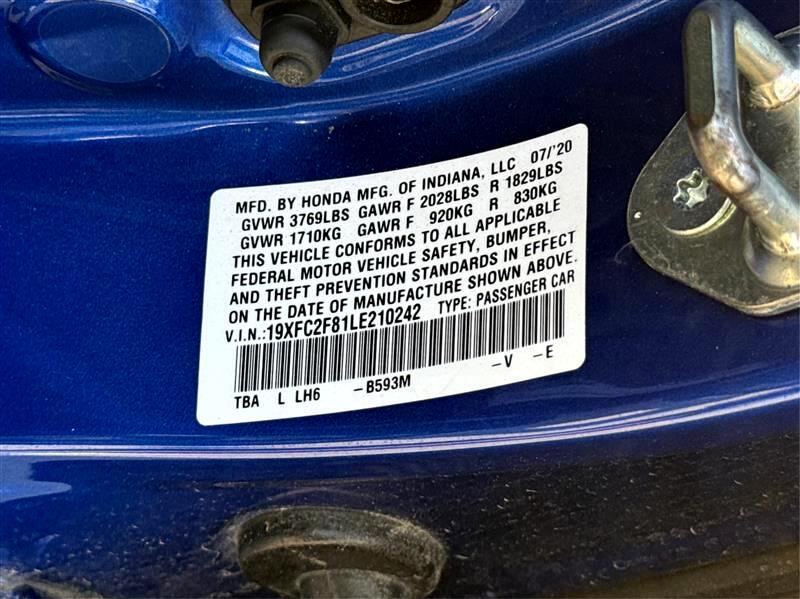 MFD. BY HONDA MFG. OF INDIANA, LLC 07/'20
GVWR 3769LBS GAWR F 2028LBS R 1829LBS
GVWR 1710KG GAWR F 920KG R 830KG
THIS VEHICLE CONFORMS TO ALL APPLICABLE
FEDERAL MOTOR VEHICLE SAFETY, BUMPER,
AND THEFT PREVENTION STANDARDS IN EFFECT
ON THE DATE OF MANUFACTURE SHOWN ABOVE.
V.I.N.:19XFC2F81LE210242 TYPE: PASSENGER CAR
TBA L LH6 -B593M -V -E